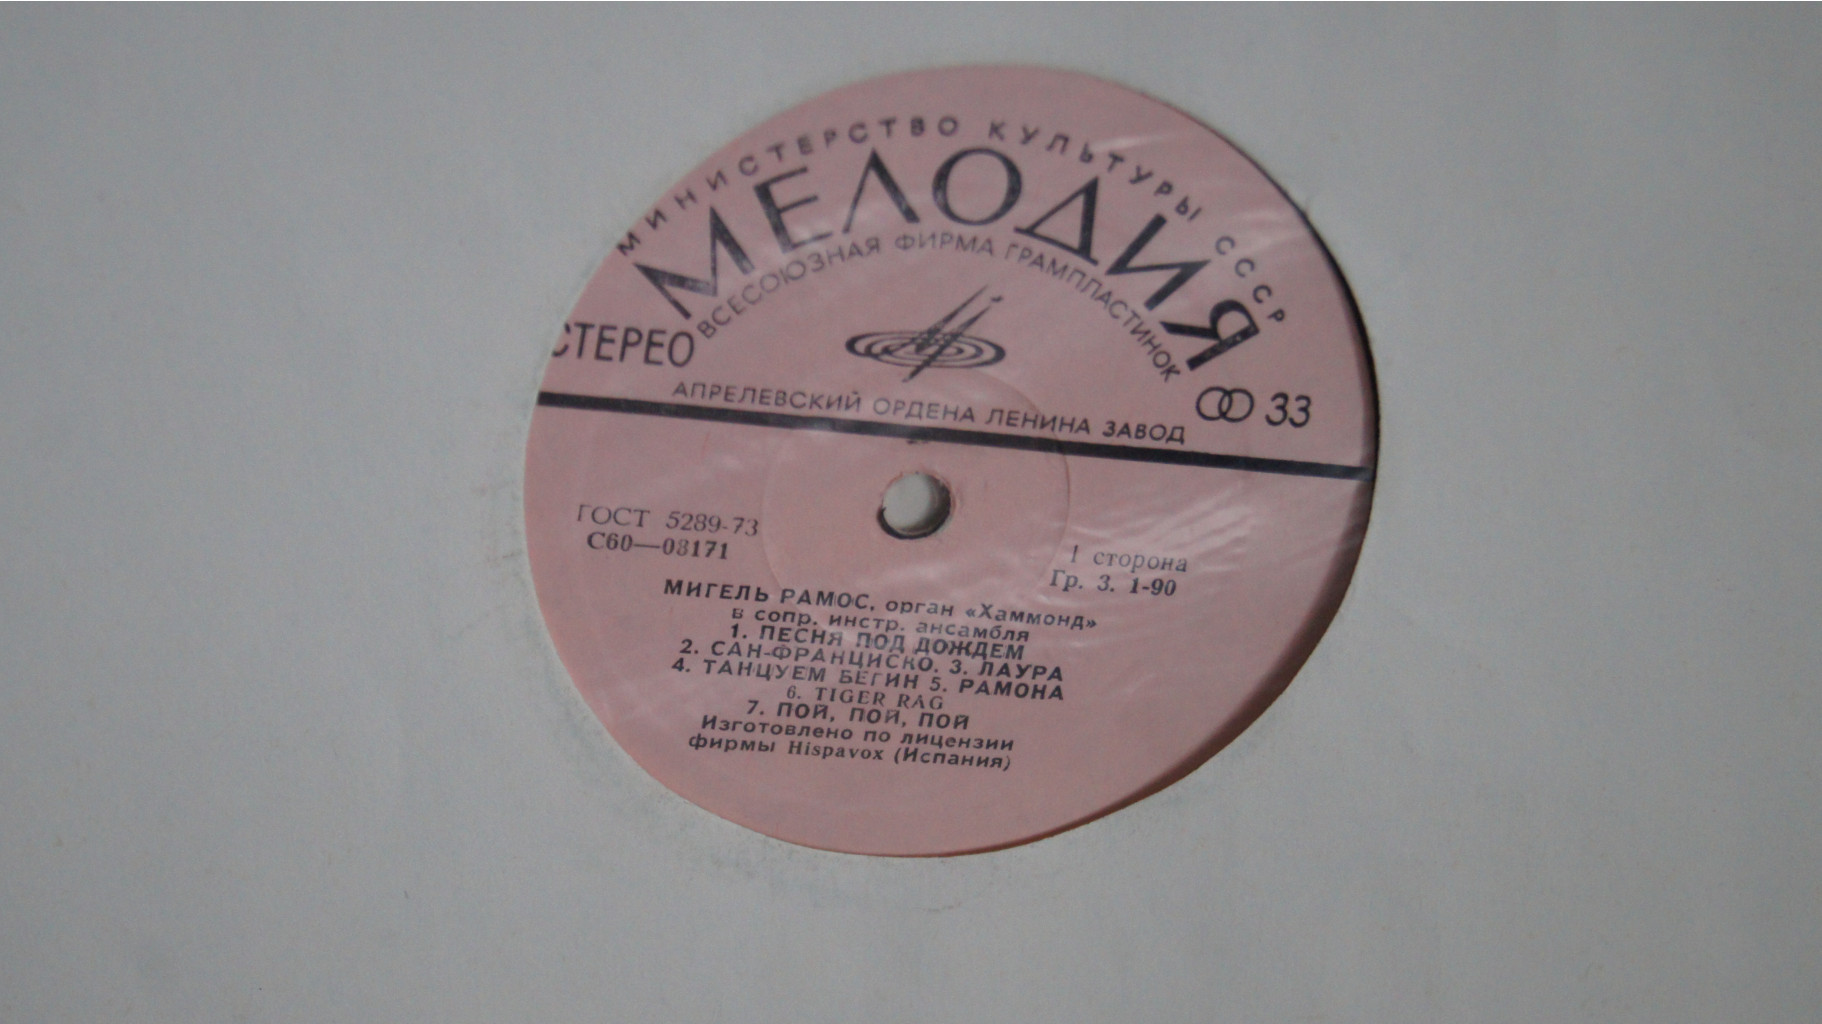 МИНИСТЕРСТВО КУЛЬТУРЫ СССР
МЕЛОДИЯ
ВСЕСОЮЗНАЯ ФИРМА ГРАМПЛАСТИНОК
СТЕРЕО
33
АПРЕЛЕВСКИЙ ОРДЕНА ЛЕНИНА ЗАВОД
ГОСТ 5289-73
С60—08171
1 сторона
Гр. 3. 1-90
МИГЕЛЬ РАМОС, орган «Хаммонд»
в сопр. инстр. ансамбля
1. ПЕСНЯ ПОД ДОЖДЕМ
2. САН-ФРАНЦИСКО. 3. ЛАУРА
4. ТАНЦУЕМ БЕГИН 5. РАМОНА
6. TIGER RAG
7. ПОЙ, ПОЙ, ПОЙ
Изготовлено по лицензии
фирмы Hispavox (Испания)